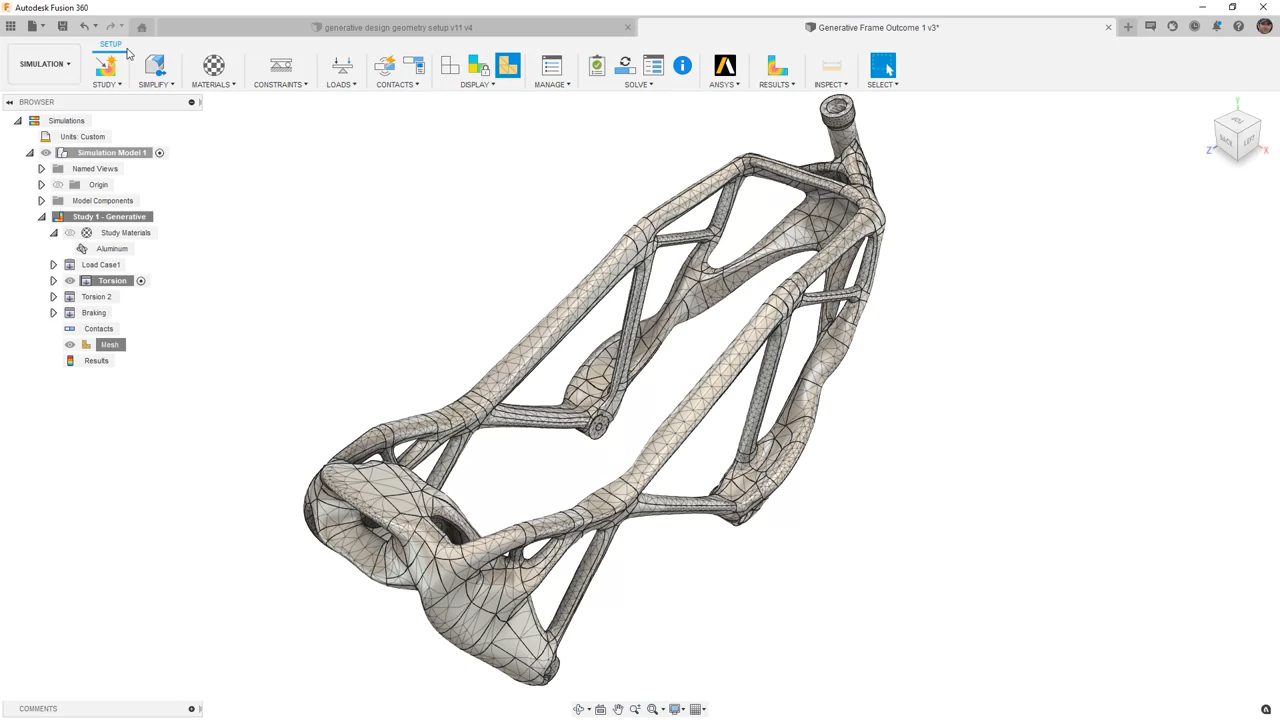 Autodesk Fusion 360
generative design geometry setup v11 v4
Generative Frame Outcome 1 v3*
SETUP
SIMULATION
STUDY
SIMPLIFY
MATERIALS
CONSTRAINTS
LOADS
CONTACTS
DISPLAY
MANAGE
SOLVE
ANSYS
RESULTS
INSPECT
SELECT
BROWSER
Simulations
Units: Custom
Simulation Model 1
Named Views
Origin
Model Components
Study 1 - Generative
Study Materials
Aluminum
Load Case1
Torsion
Torsion 2
Braking
Contacts
Mesh
Results
TOP
BACK
LEFT
Y
Z
X
COMMENTS